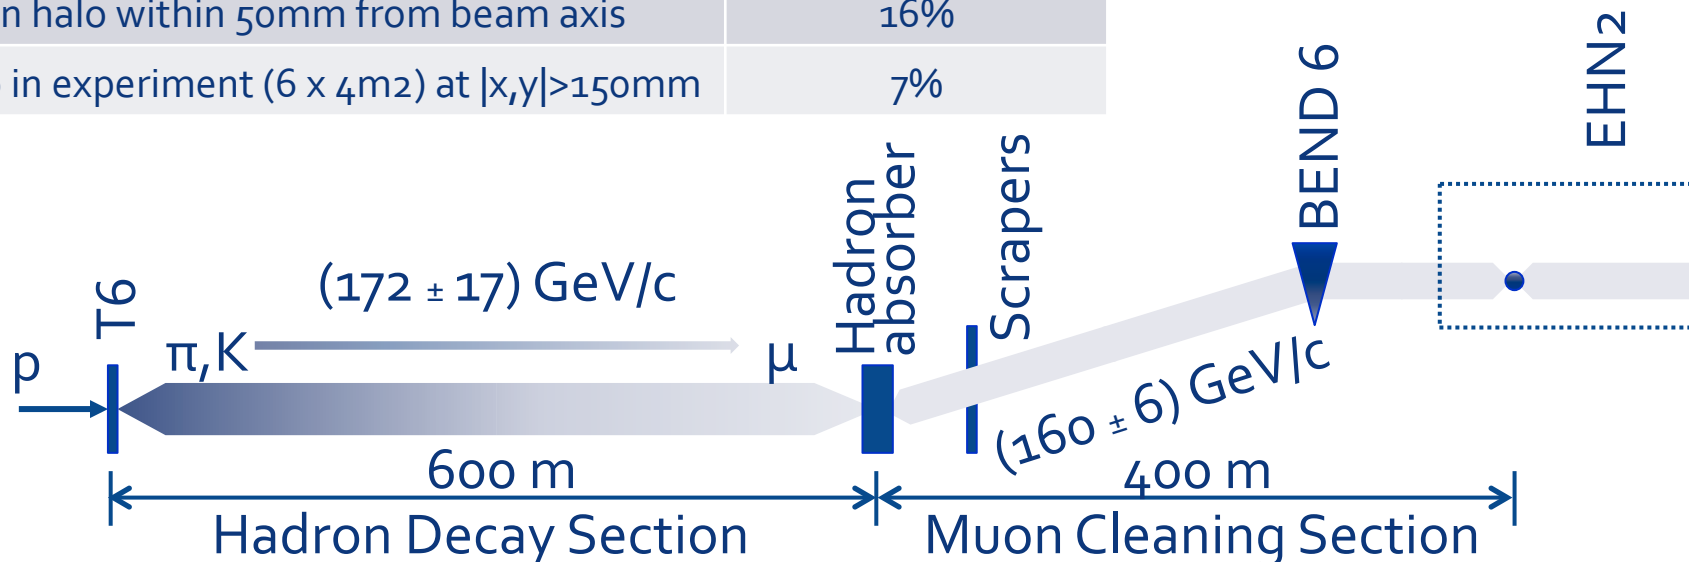 n halo within 50mm from beam axis 16%
in experiment (6 x 4m2) at |x,y|>150mm 7%
EHN2
BEND 6
Hadron
absorber
Scrapers
T6
(172 ± 17) GeV/c
p
π,K
μ
(160 ± 6) GeV/c
600 m
400 m
Hadron Decay Section
Muon Cleaning Section